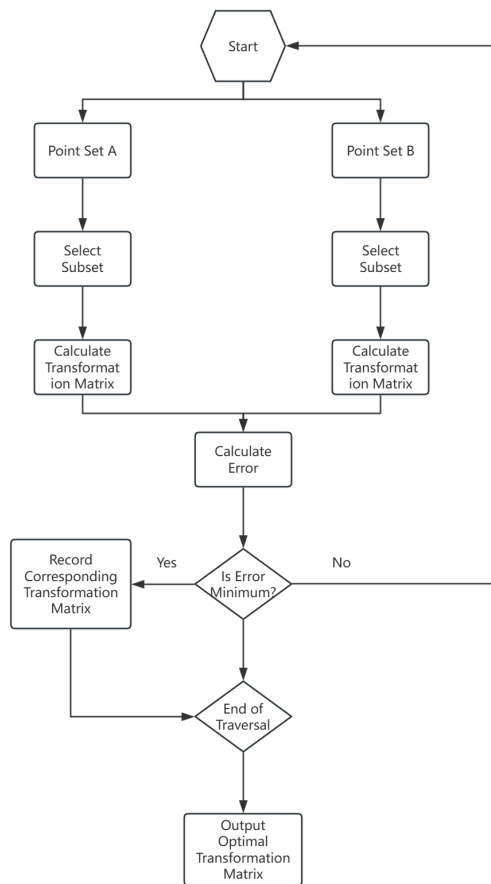 Start
Point Set A
Point Set B
Select
Subset
Select
Subset
Calculate
Transformat
ion Matrix
Calculate
Transformat
ion Matrix
Calculate
Error
Yes
Is Error
Minimum?
No
Record
Corresponding
Transformation
Matrix
End of
Traversal
Output
Optimal
Transformation
Matrix